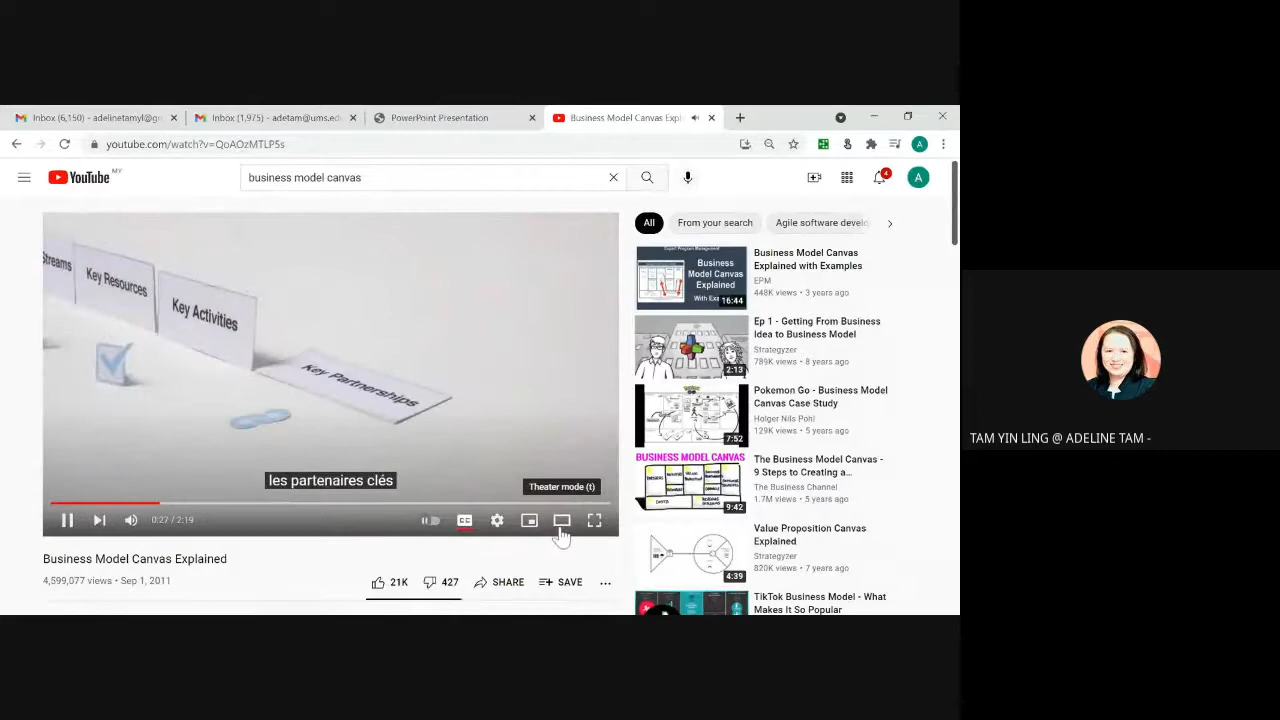 Inbox (6,150) - adelinetamyl@gm
Inbox (1,975) - adetam@ums.ed
PowerPoint Presentation
Business Model Canvas Expl
youtube.com/watch?v=QoAOzMTLP5s
YouTube MY
business model canvas
4
A
Streams
Key Resources
Key Activities
Key Partnerships
les partenaires clés
Theater mode (t)
0:27 / 2:19
CC
Business Model Canvas Explained
4,599,077 views • Sep 1, 2011
21K
427
SHARE
SAVE
All
From your search
Agile software develo
Business Model Canvas Explained
With Exa
16:44
Business Model Canvas
Explained with Examples
EPM
448K views • 3 years ago
2:13
Ep 1 - Getting From Business
Idea to Business Model
Strategyzer
789K views • 8 years ago
7:52
Pokemon Go - Business Model
Canvas Case Study
Holger Nils Pohl
129K views • 5 years ago
BUSINESS MODEL CANVAS
9:42
The Business Model Canvas -
9 Steps to Creating a...
The Business Channel
1.7M views • 5 years ago
4:39
Value Proposition Canvas
Explained
Strategyzer
820K views • 7 years ago
TikTok Business Model - What
Makes It So Popular
TAM YIN LING @ ADELINE TAM -